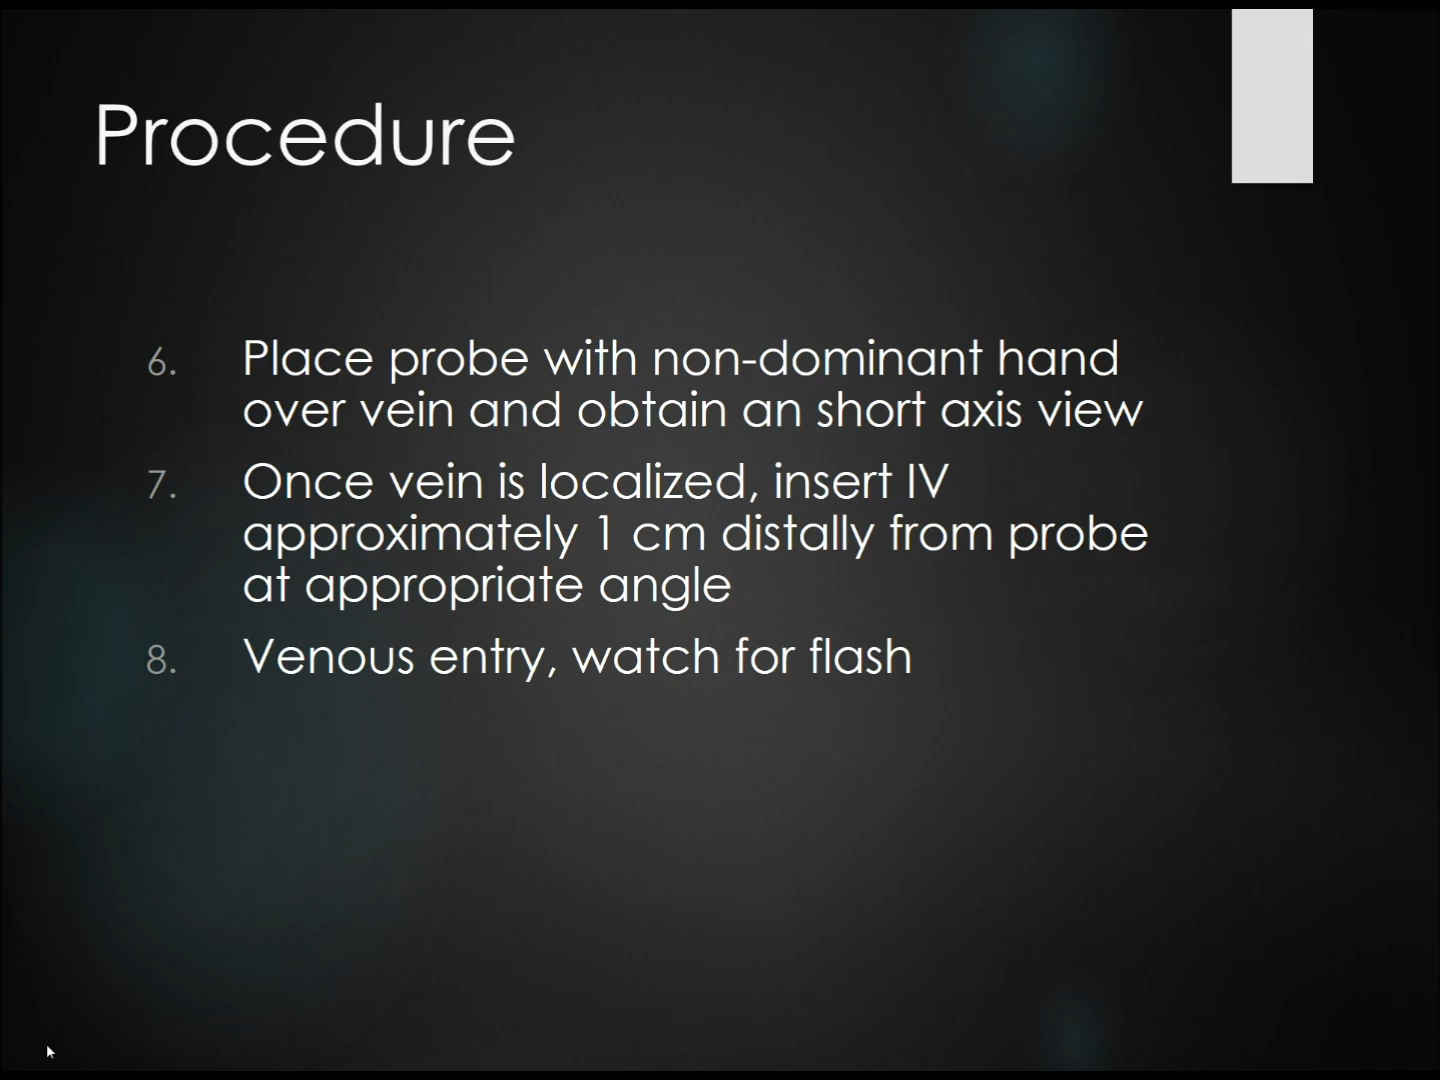 Procedure
6. Place probe with non-dominant hand
over vein and obtain an short axis view
7. Once vein is localized, insert IV
approximately 1 cm distally from probe
at appropriate angle
8. Venous entry, watch for flash